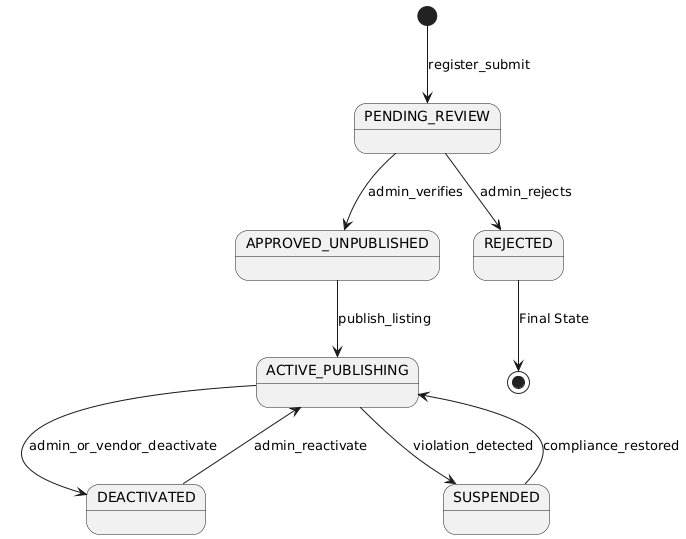 register_submit
PENDING_REVIEW
admin_verifies
admin_rejects
APPROVED_UNPUBLISHED
REJECTED
publish_listing
Final State
ACTIVE_PUBLISHING
admin_or_vendor_deactivate
admin_reactivate
violation_detected
compliance_restored
DEACTIVATED
SUSPENDED